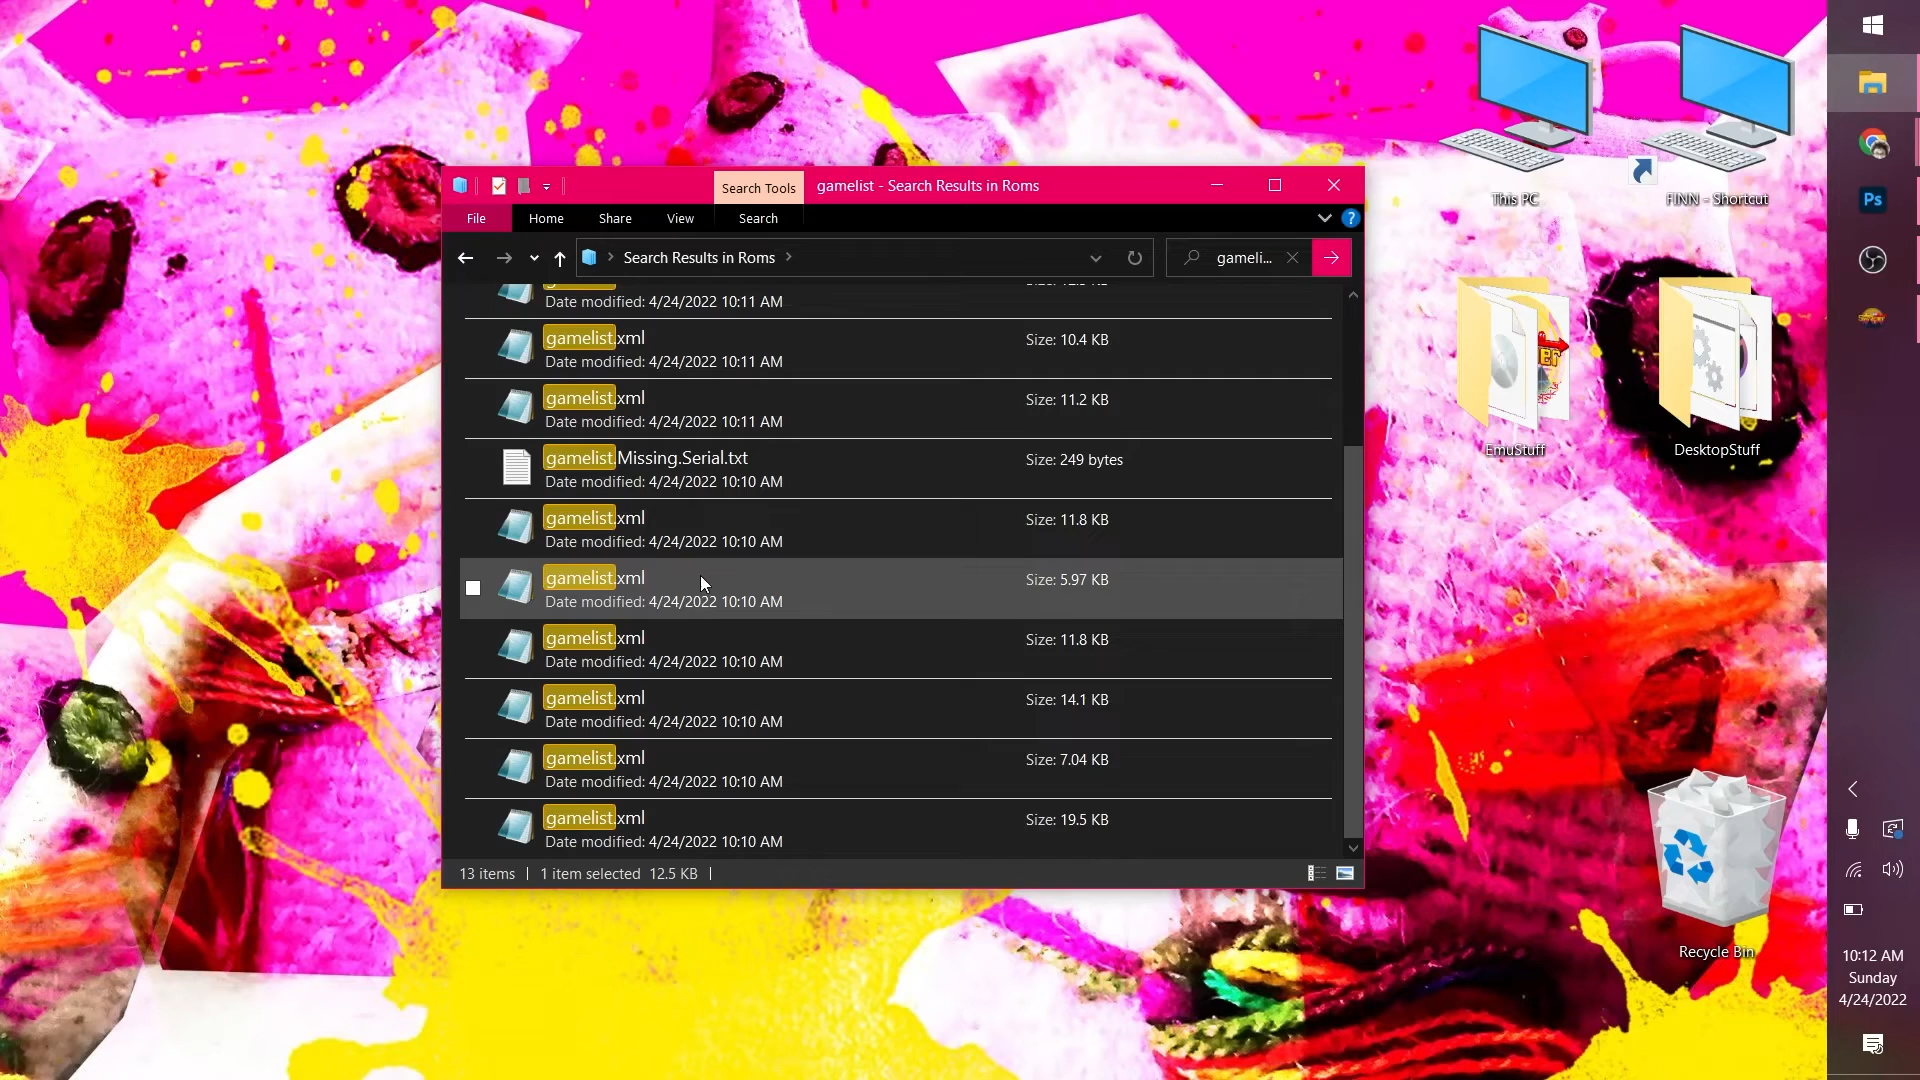 This PC
FINN - Shortcut
EmuStuff
DesktopStuff
Recycle Bin
Search Tools
gamelist - Search Results in Roms
File
Home
Share
View
Search
?
Search Results in Roms
gameli...
Date modified: 4/24/2022 10:11 AM
gamelist.xml
Size: 10.4 KB
Date modified: 4/24/2022 10:11 AM
gamelist.xml
Size: 11.2 KB
Date modified: 4/24/2022 10:11 AM
gamelist.Missing.Serial.txt
Size: 249 bytes
Date modified: 4/24/2022 10:10 AM
gamelist.xml
Size: 11.8 KB
Date modified: 4/24/2022 10:10 AM
gamelist.xml
Size: 5.97 KB
Date modified: 4/24/2022 10:10 AM
gamelist.xml
Size: 11.8 KB
Date modified: 4/24/2022 10:10 AM
gamelist.xml
Size: 14.1 KB
Date modified: 4/24/2022 10:10 AM
gamelist.xml
Size: 7.04 KB
Date modified: 4/24/2022 10:10 AM
gamelist.xml
Size: 19.5 KB
Date modified: 4/24/2022 10:10 AM
13 items
1 item selected 12.5 KB
Ps
10:12 AM
Sunday
4/24/2022